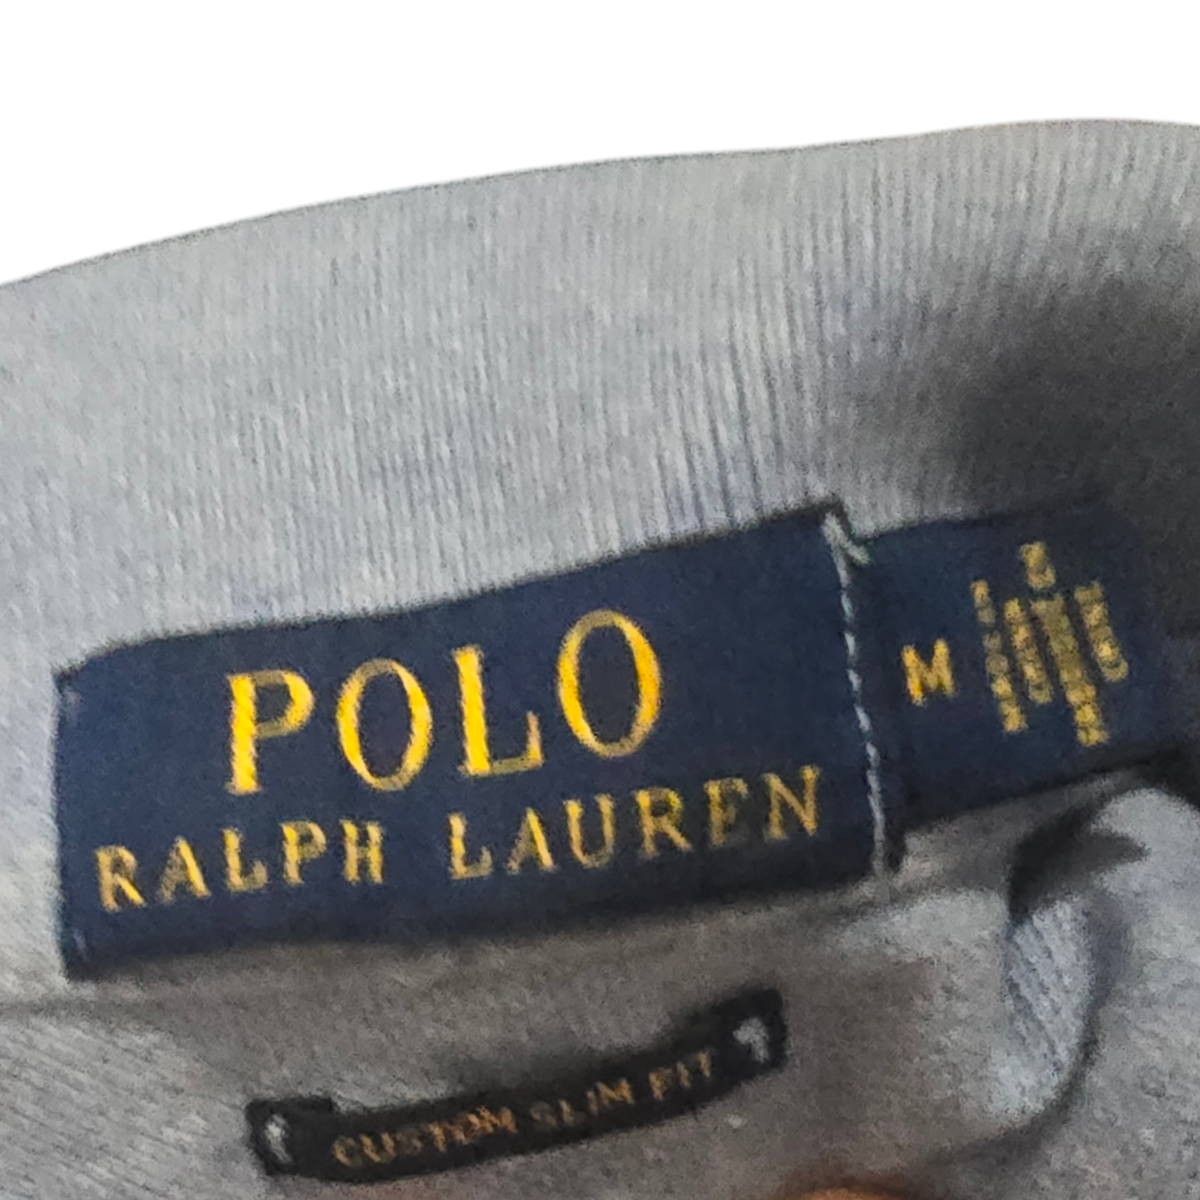 POLO
RALPH LAUREN
M
CUSTOM SLIM FIT